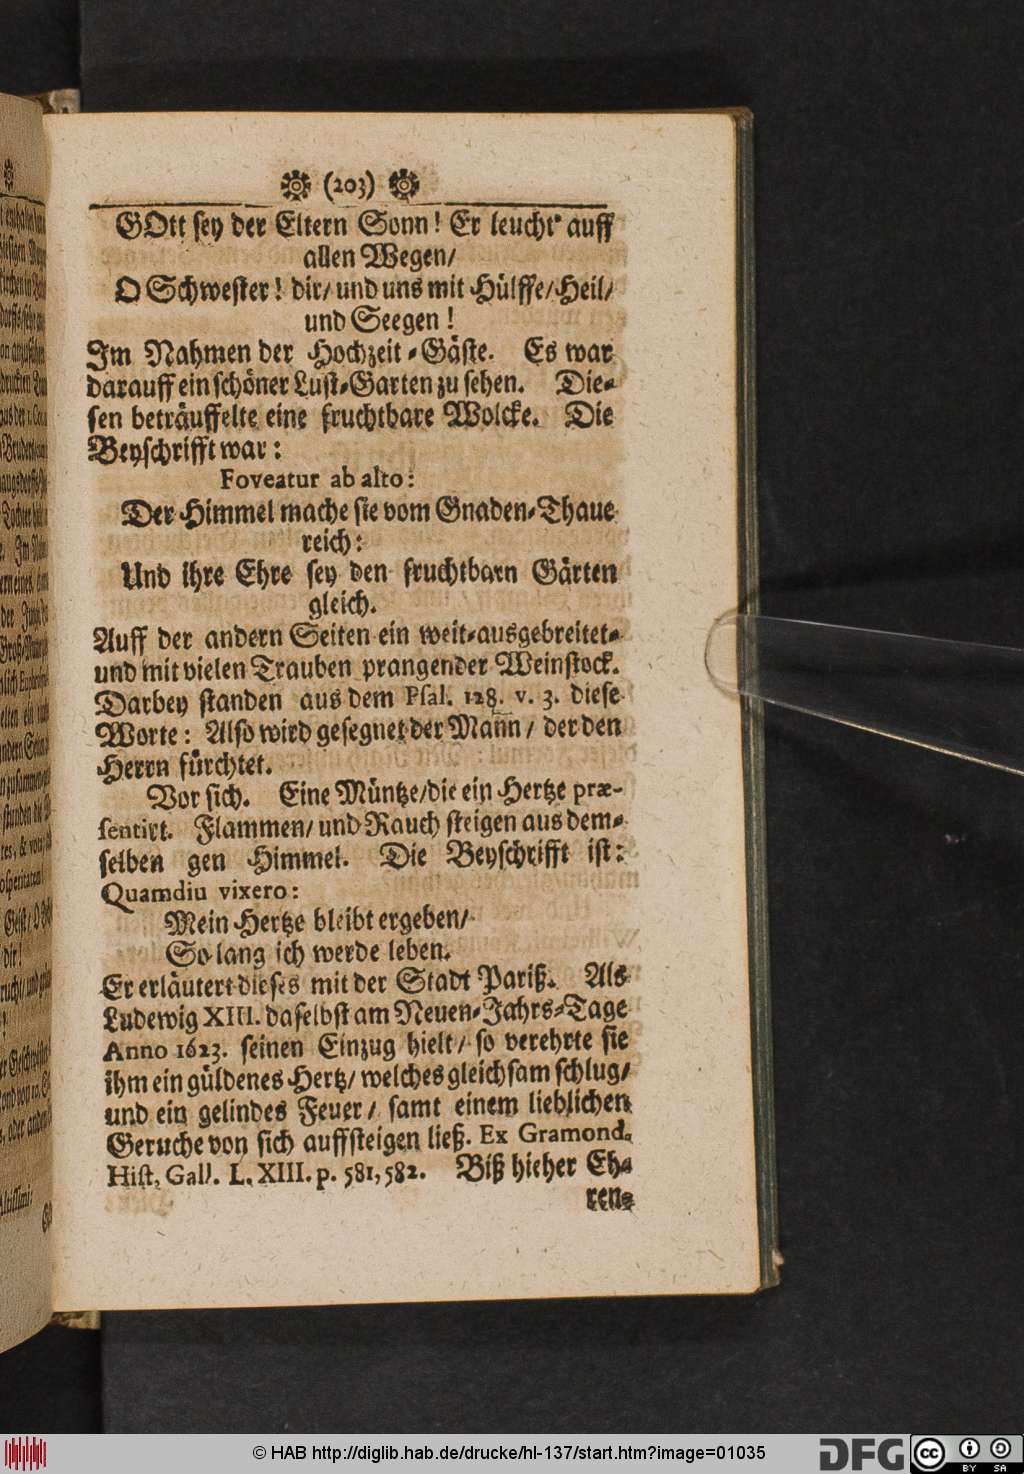 (203)
GOtt sey der Eltern Sonn! Er leucht' auff
allen Wegen/
O Schwester! dir/ und uns mit Hülffe/ Heil/
und Seegen!
Im Nahmen der Hochzeit-Gäste. Es war
darauff ein schöner Lust-Garten zu sehen. Die-
sen beträuffelte eine fruchtbare Wolcke. Die
Beyschrifft war:
Foveatur ab alto:
Der Himmel mache sie vom Gnaden-Thaue
reich:
Und ihre Ehre sey den fruchtbarn Gärten
gleich.
Auff der andern Seiten ein weit-ausgebreitet-
und mit vielen Trauben prangender Weinstock.
Darbey standen aus dem Psal. 128. v. 3. diese
Worte: Also wird gesegnet der Mann/ der den
Herrn fürchtet.
Vor sich. Eine Müntze/ die ein Hertze præ-
sentirt. Flammen/ und Rauch steigen aus dem-
selben gen Himmel. Die Beyschrifft ist:
Quamdiu vixero:
Mein Hertze bleibt ergeben/
So lang ich werde leben.
Er erläutert dieses mit der Stadt Pariß. Als
Ludewig XIII. daselbst am Neuen-Jahrs-Tage
Anno 1623. seinen Einzug hielt/ so verehrte sie
ihm ein güldenes Hertz/ welches gleichsam schlug/
und ein gelindes Feuer/ samt einem lieblichen
Geruche von sich auffsteigen ließ. Ex Gramond.
Hist. Gall. L. XIII. p. 581, 582. Biß hieher Eh-
ren-
© HAB http://diglib.hab.de/drucke/hl-137/start.htm?image=01035
DFG
cc
BY SA